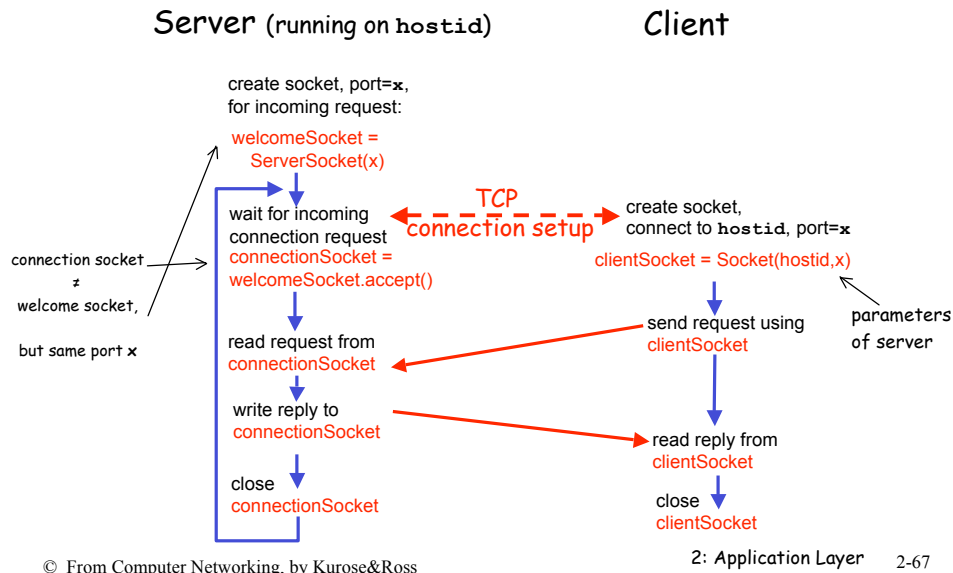 Server (running on hostid)
Client
create socket, port=x,
for incoming request:
welcomeSocket =
ServerSocket(x)
wait for incoming
connection request
connectionSocket =
welcomeSocket.accept()
TCP
connection setup
create socket,
connect to hostid, port=x
clientSocket = Socket(hostid,x)
connection socket
≠
welcome socket,
but same port x
parameters
of server
send request using
clientSocket
read request from
connectionSocket
write reply to
connectionSocket
read reply from
clientSocket
close
connectionSocket
close
clientSocket
© From Computer Networking, by Kurose&Ross
2: Application Layer
2-67